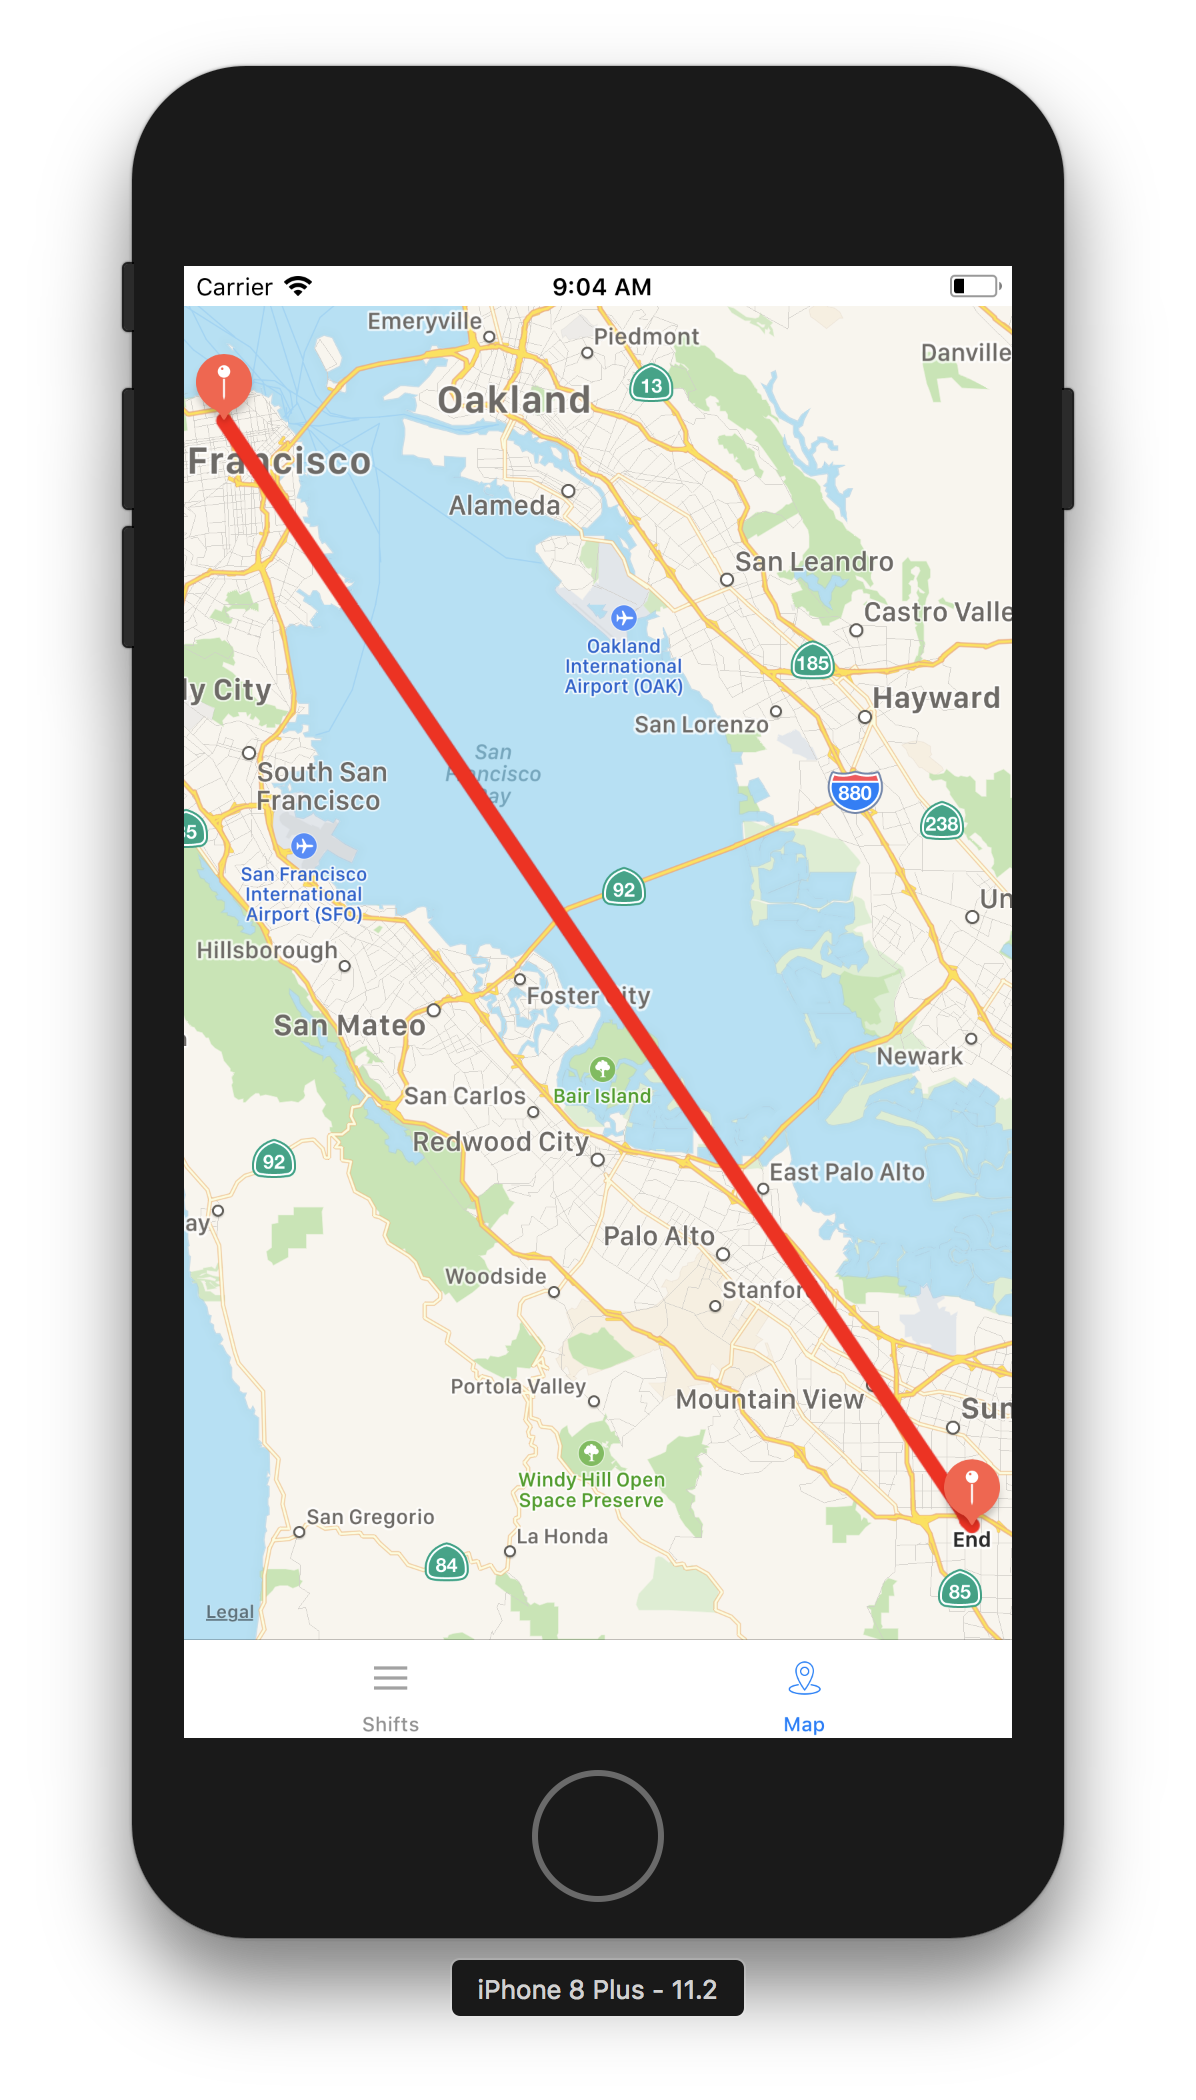 Carrier
9:04 AM
Emeryville
Piedmont
Danville
Oakland
13
Francisco
Alameda
San Leandro
Castro Valle
Oakland
International
Airport (OAK)
185
ly City
Hayward
San Lorenzo
San
Francisco
Bay
South San
Francisco
880
238
35
San Francisco
International
Airport (SFO)
92
Un
Hillsborough
Foster City
San Mateo
Newark
San Carlos
Bair Island
Redwood City
92
East Palo Alto
ay
Palo Alto
Woodside
Stanford
Portola Valley
Mountain View
Sun
Windy Hill Open
Space Preserve
San Gregorio
La Honda
End
84
85
Legal
Shifts
Map
iPhone 8 Plus - 11.2